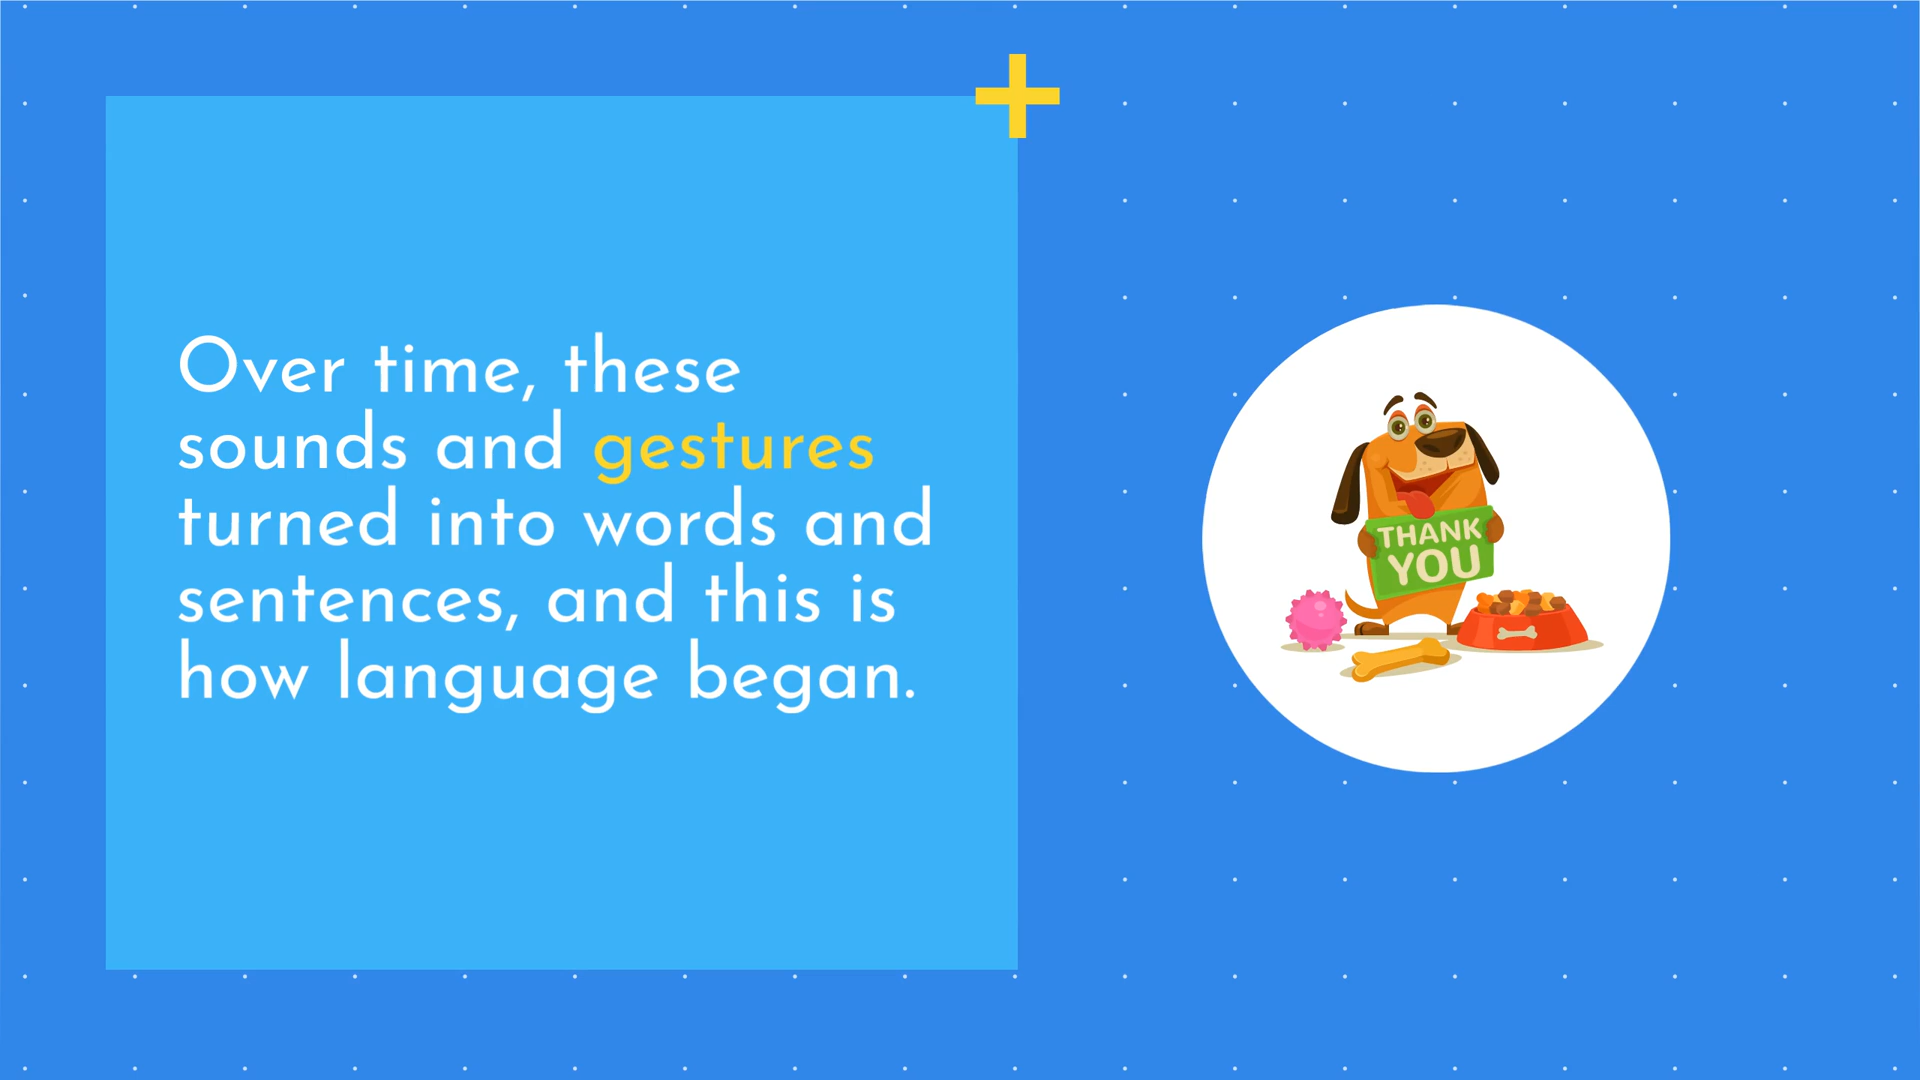 Over time, these
sounds and gestures
turned into words and
sentences, and this is
how language began.
THANK
YOU